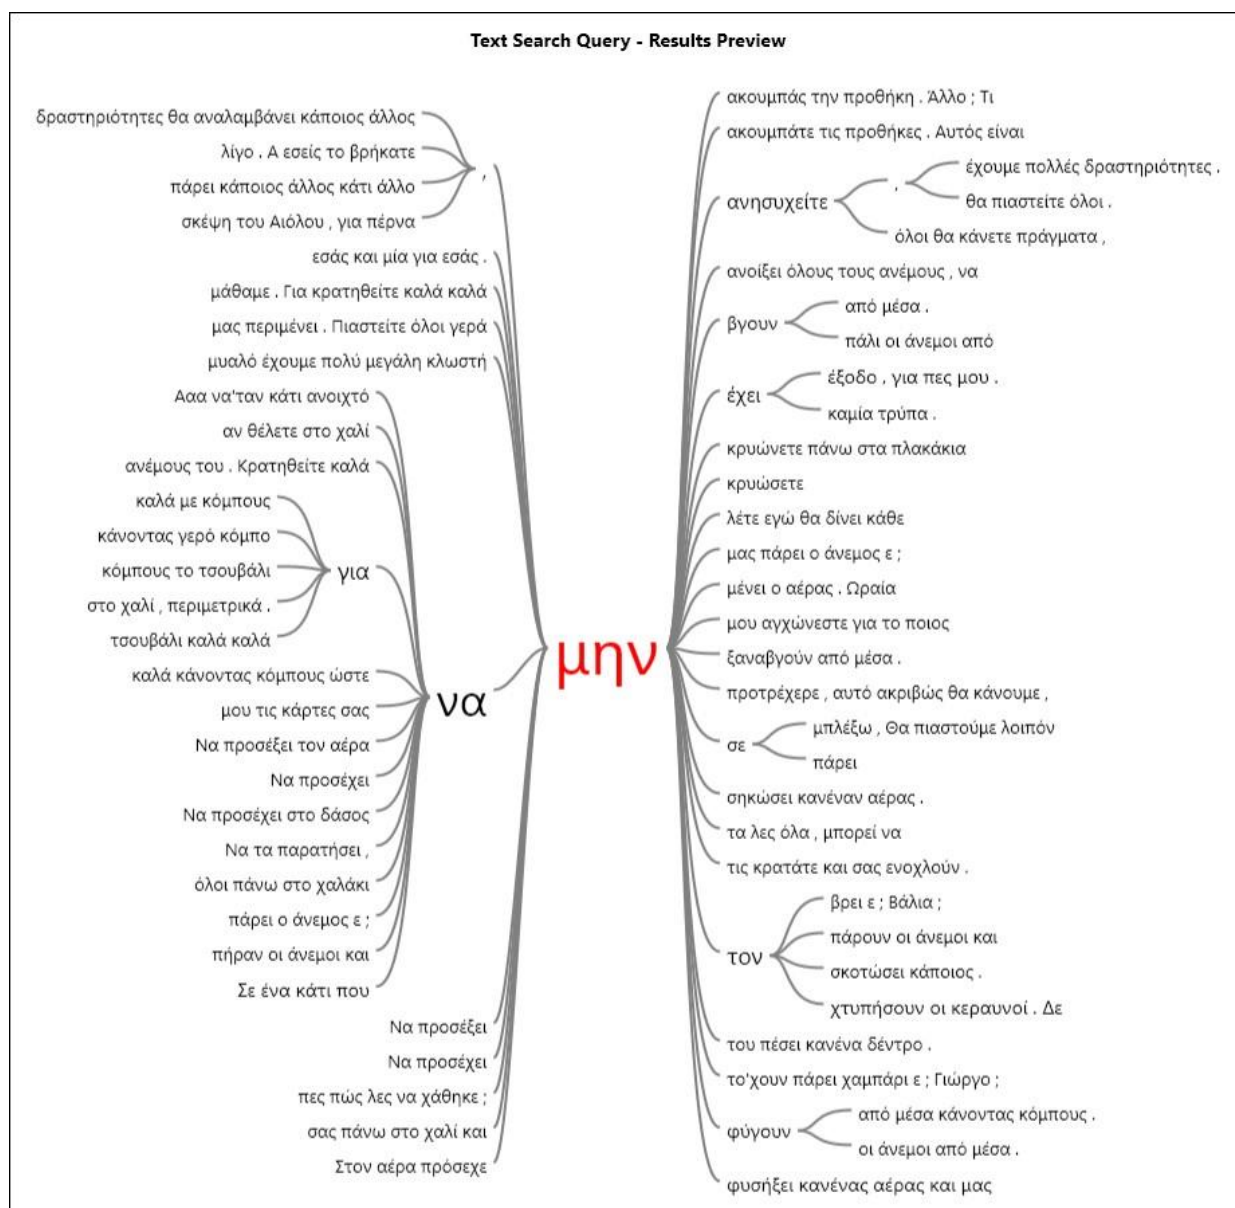 Text Search Query - Results Preview
δραστηριότητες θα αναλαμβάνει κάποιος άλλος
λίγο . Α εσείς το βρήκατε
πάρει κάποιος άλλος κάτι άλλο
σκέψη του Αιόλου , για πέρνα
,
εσάς και μία για εσάς .
μάθαμε . Για κρατηθείτε καλά καλά
μας περιμένει . Πιαστείτε όλοι γερά
μυαλό έχουμε πολύ μεγάλη κλωστή
Ααα να'ταν κάτι ανοιχτό
αν θέλετε στο χαλί
ανέμους του . Κρατηθείτε καλά
καλά με κόμπους
κάνοντας γερό κόμπο
κόμπους το τσουβάλι
στο χαλί , περιμετρικά .
τσουβάλι καλά καλά
για
καλά κάνοντας κόμπους ώστε
μου τις κάρτες σας
Να προσέξει τον αέρα
Να προσέχει
Να προσέχει στο δάσος
Να τα παρατήσει ,
όλοι πάνω στο χαλάκι
πάρει ο άνεμος ε ;
πήραν οι άνεμοι και
Σε ένα κάτι που
να
Να προσέξει
Να προσέχει
πες πώς λες να χάθηκε ;
σας πάνω στο χαλί και
Στον αέρα πρόσεχε
μην
ακουμπάς την προθήκη . Άλλο ; Τι
ακουμπάτε τις προθήκες . Αυτός είναι
ανησυχείτε
,
έχουμε πολλές δραστηριότητες .
θα πιαστείτε όλοι .
όλοι θα κάνετε πράγματα ,
ανοίξει όλους τους ανέμους , να
βγουν
από μέσα .
πάλι οι άνεμοι από
έχει
έξοδο , για πες μου .
καμία τρύπα .
κρυώνετε πάνω στα πλακάκια
κρυώσετε
λέτε εγώ θα δίνει κάθε
μας πάρει ο άνεμος ε ;
μένει ο αέρας . Ωραία
μου αγχώνεστε για το ποιος
ξαναβγούν από μέσα .
προτρέχερε , αυτό ακριβώς θα κάνουμε ,
σε
μπλέξω , Θα πιαστούμε λοιπόν
πάρει
σηκώσει κανέναν αέρας .
τα λες όλα , μπορεί να
τις κρατάτε και σας ενοχλούν .
τον
βρει ε ; Βάλια ;
πάρουν οι άνεμοι και
σκοτώσει κάποιος .
χτυπήσουν οι κεραυνοί . Δε
του πέσει κανένα δέντρο .
το'χουν πάρει χαμπάρι ε ; Γιώργο ;
φύγουν
από μέσα κάνοντας κόμπους .
οι άνεμοι από μέσα .
φυσήξει κανένας αέρας και μας